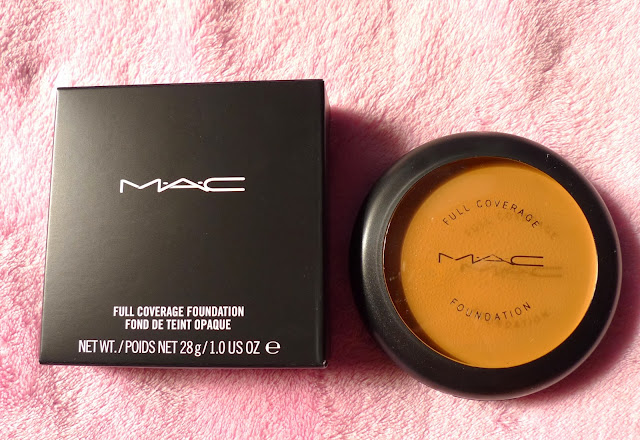 M·A·C
FULL COVERAGE FOUNDATION
FOND DE TEINT OPAQUE
NET WT./POIDS NET 28 g/1.0 US OZ ℮
FULL COVERAGE
M·A·C
FOUNDATION